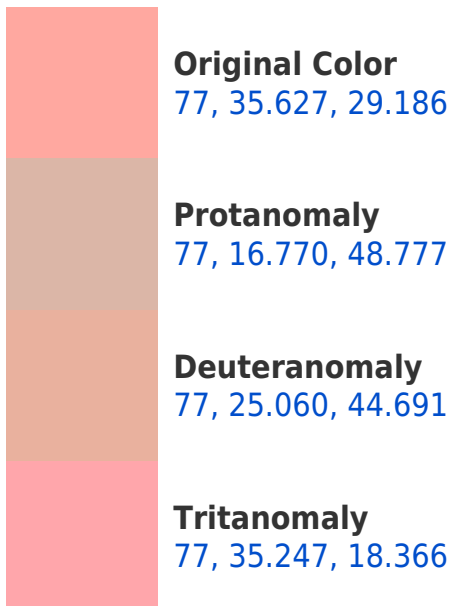 Original Color
77, 35.627, 29.186
Protanomaly
77, 16.770, 48.777
Deuteranomaly
77, 25.060, 44.691
Tritanomaly
77, 35.247, 18.366